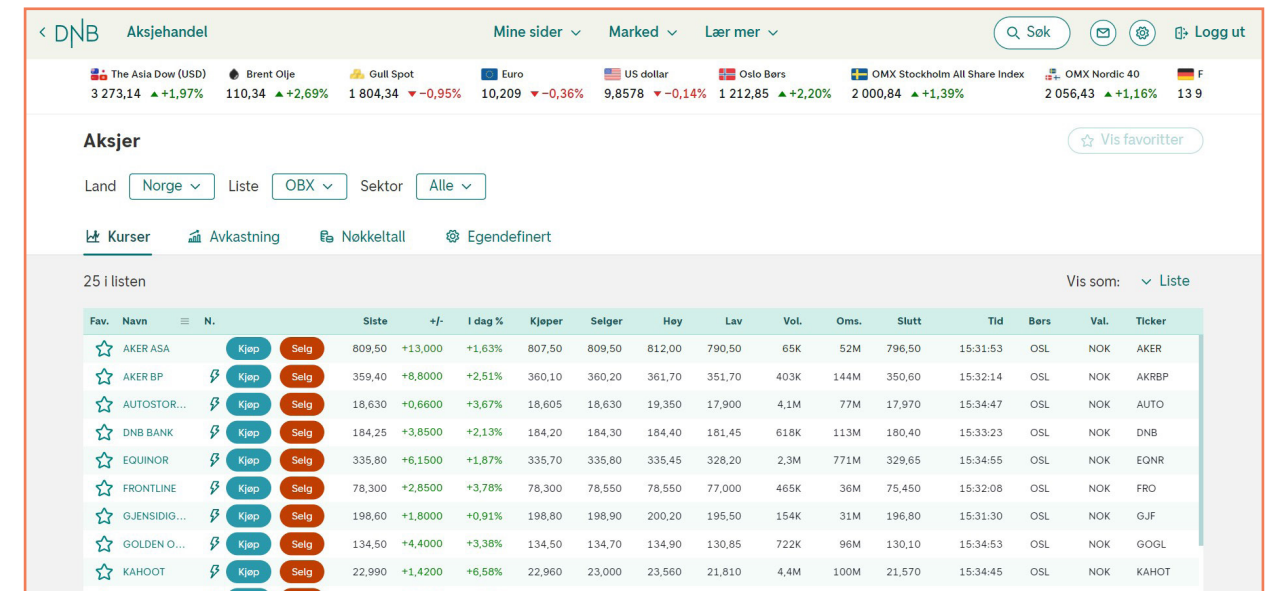 DNB Aksjehandel Mine sider Marked Lær mer Søk Logg ut
The Asia Dow (USD) Brent Olje Gull Spot Euro US dollar Oslo Børs OMX Stockholm All Share Index OMX Nordic 40 F
3 273,14 ▲ +1,97% 110,34 ▲ +2,69% 1 804,34 ▼ −0,95% 10,209 ▼ −0,36% 9,8578 ▼ −0,14% 1 212,85 ▲ +2,20% 2 000,84 ▲ +1,39% 2 056,43 ▲ +1,16% 13 9
Aksjer Vis favoritter
Land Norge Liste OBX Sektor Alle
Kurser Avkastning Nøkkeltall Egendefinert
25 i listen Vis som: Liste
Fav. Navn N. Siste +/- I dag % Kjøper Selger Høy Lav Vol. Oms. Slutt Tid Børs Val. Ticker
AKER ASA Kjøp Selg 809,50 +13,000 +1,63% 807,50 809,50 812,00 790,50 65K 52M 796,50 15:31:53 OSL NOK AKER
AKER BP Kjøp Selg 359,40 +8,8000 +2,51% 360,10 360,20 361,70 351,70 403K 144M 350,60 15:32:14 OSL NOK AKRBP
AUTOSTOR... Kjøp Selg 18,630 +0,6600 +3,67% 18,605 18,630 19,350 17,900 4,1M 77M 17,970 15:34:47 OSL NOK AUTO
DNB BANK Kjøp Selg 184,25 +3,8500 +2,13% 184,20 184,30 184,40 181,45 618K 113M 180,40 15:33:23 OSL NOK DNB
EQUINOR Kjøp Selg 335,80 +6,1500 +1,87% 335,70 335,80 335,45 328,20 2,3M 771M 329,65 15:34:55 OSL NOK EQNR
FRONTLINE Kjøp Selg 78,300 +2,8500 +3,78% 78,300 78,550 78,550 77,000 465K 36M 75,450 15:32:08 OSL NOK FRO
GJENSIDIG... Kjøp Selg 198,60 +1,8000 +0,91% 198,80 198,90 200,20 195,50 154K 31M 196,80 15:31:30 OSL NOK GJF
GOLDEN O... Kjøp Selg 134,50 +4,4000 +3,38% 134,50 134,70 134,90 130,85 722K 96M 130,10 15:34:53 OSL NOK GOGL
KAHOOT Kjøp Selg 22,990 +1,4200 +6,58% 22,960 23,000 23,560 21,810 4,4M 100M 21,570 15:34:45 OSL NOK KAHOT